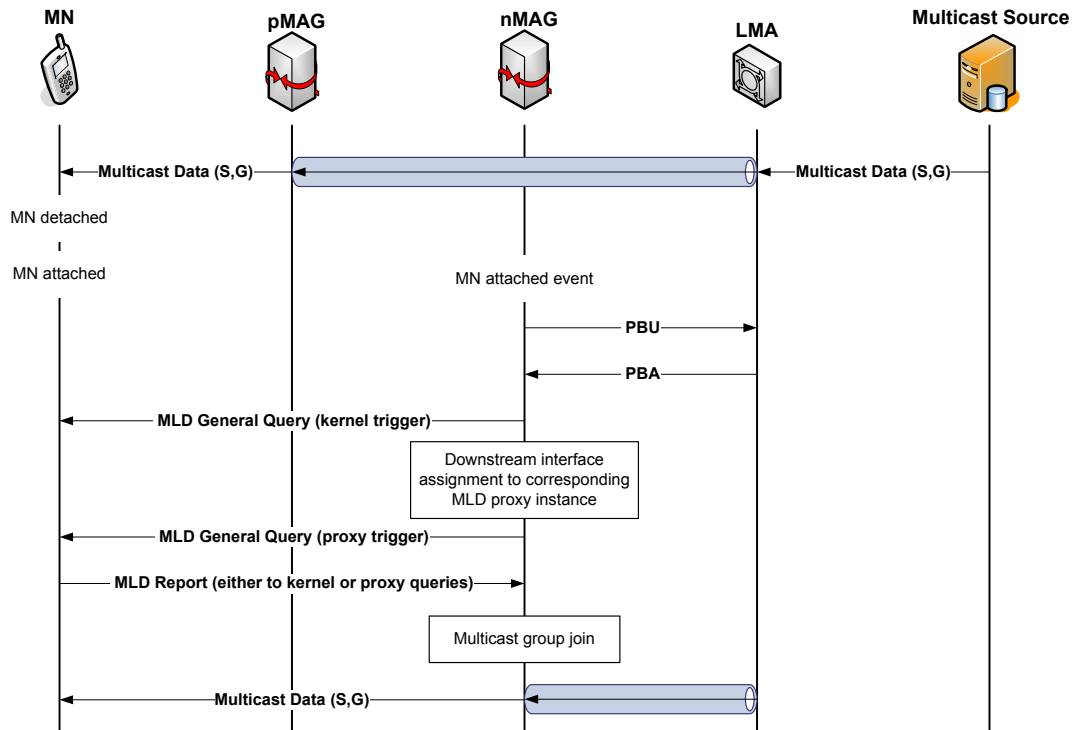 MN
pMAG
nMAG
LMA
Multicast Source
Multicast Data (S,G)
Multicast Data (S,G)
MN detached
MN attached
MN attached event
PBU
PBA
MLD General Query (kernel trigger)
Downstream interface
assignment to corresponding
MLD proxy instance
MLD General Query (proxy trigger)
MLD Report (either to kernel or proxy queries)
Multicast group join
Multicast Data (S,G)